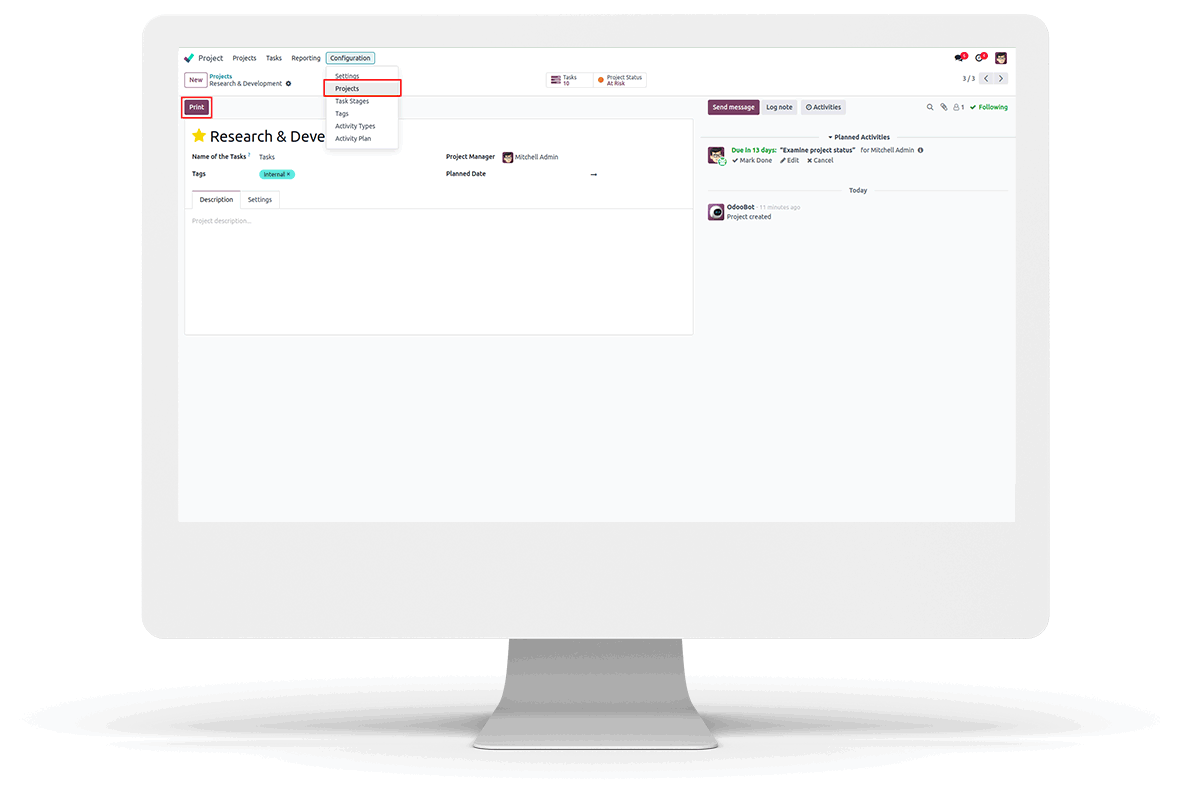 Project Projects Tasks Reporting Configuration 1 1
New Projects Tasks 10 Project Status At Risk 3 / 3
Research & Development
Settings
Projects
Task Stages
Tags
Activity Types
Activity Plan
Print Send message Log note Activities 1 Following
Research & Deve
Name of the Tasks ? Tasks Project Manager Mitchell Admin
Tags Internal × Planned Date →
Description Settings
Project description...
Planned Activities
Due in 13 days: "Examine project status" for Mitchell Admin
Mark Done Edit Cancel
Today
OdooBot - 11 minutes ago
Project created